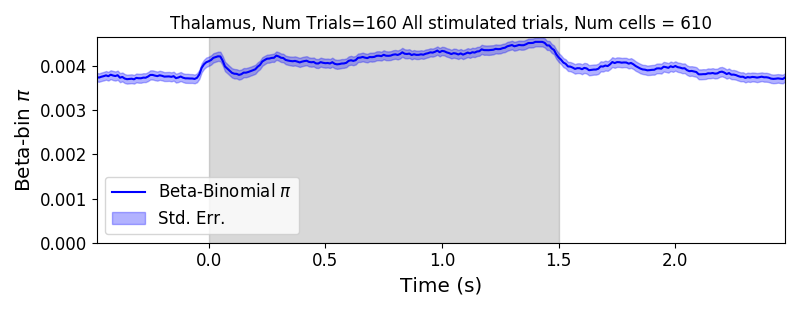 Thalamus, Num Trials=160 All stimulated trials, Num cells = 610
Beta-bin π
0.004
0.003
0.002
0.001
0.000
Beta-Binomial π
Std. Err.
0.0 0.5 1.0 1.5 2.0
Time (s)